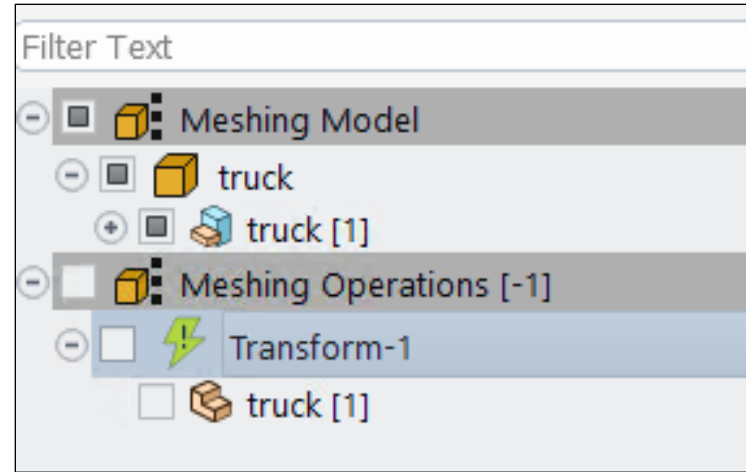 Filter Text
Meshing Model
truck
truck [1]
Meshing Operations [-1]
Transform-1
truck [1]